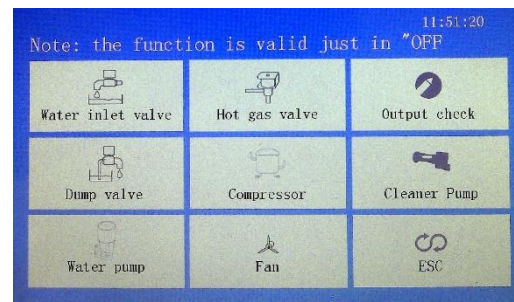 11:51:20
Note: the function is valid just in "OFF
Water inlet valve
Hot gas valve
Output check
Dump valve
Compressor
Cleaner Pump
Water pump
Fan
ESC